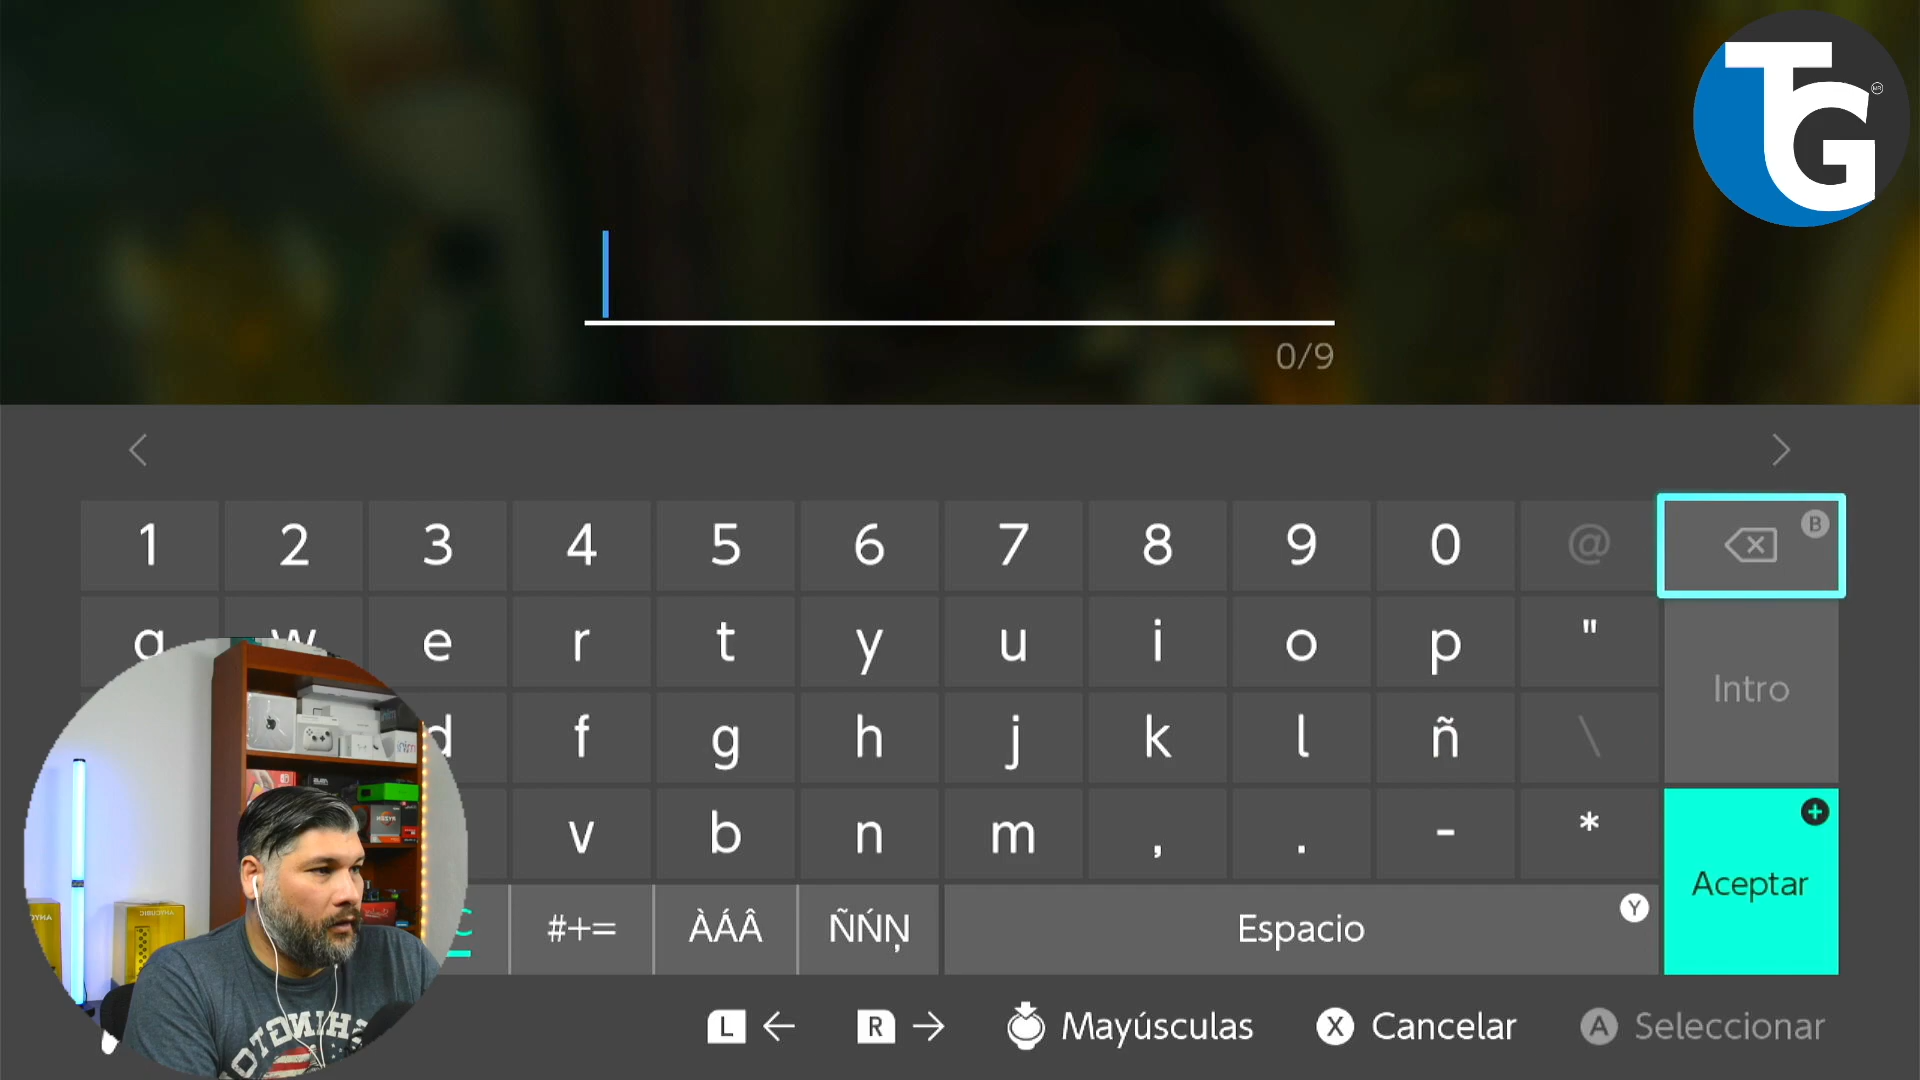 TG
0/9
1 2 3 4 5 6 7 8 9 0 @ B
q w e r t y u i o p "
Intro
d f g h j k l ñ \
v b n m , . - * +
Aceptar
#+= ÀÁÂ ÑŃŅ Espacio Y
L ← R → Mayúsculas X Cancelar A Seleccionar